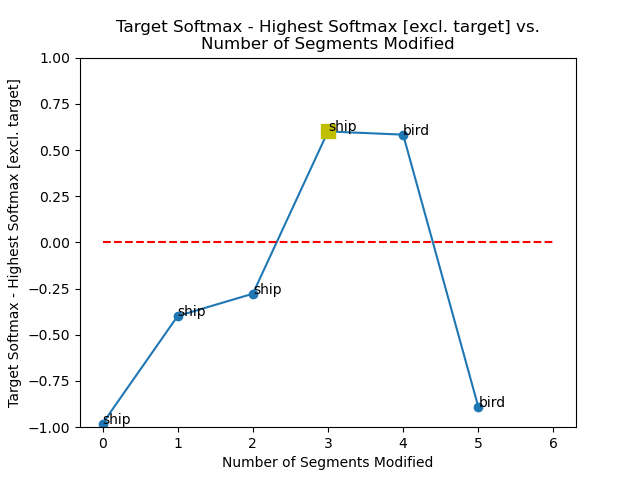 Target Softmax - Highest Softmax [excl. target] vs.
Number of Segments Modified
Target Softmax - Highest Softmax [excl. target]
1.00
0.75
0.50
0.25
0.00
−0.25
−0.50
−0.75
−1.00
ship
ship
ship
ship
bird
bird
0 1 2 3 4 5 6
Number of Segments Modified